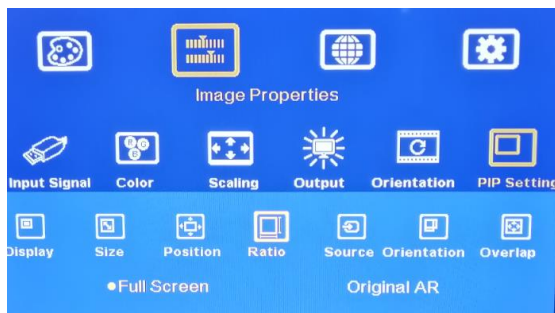 Image Properties
Input Signal Color Scaling Output Orientation PIP Setting
Display Size Position Ratio Source Orientation Overlap
●Full Screen Original AR